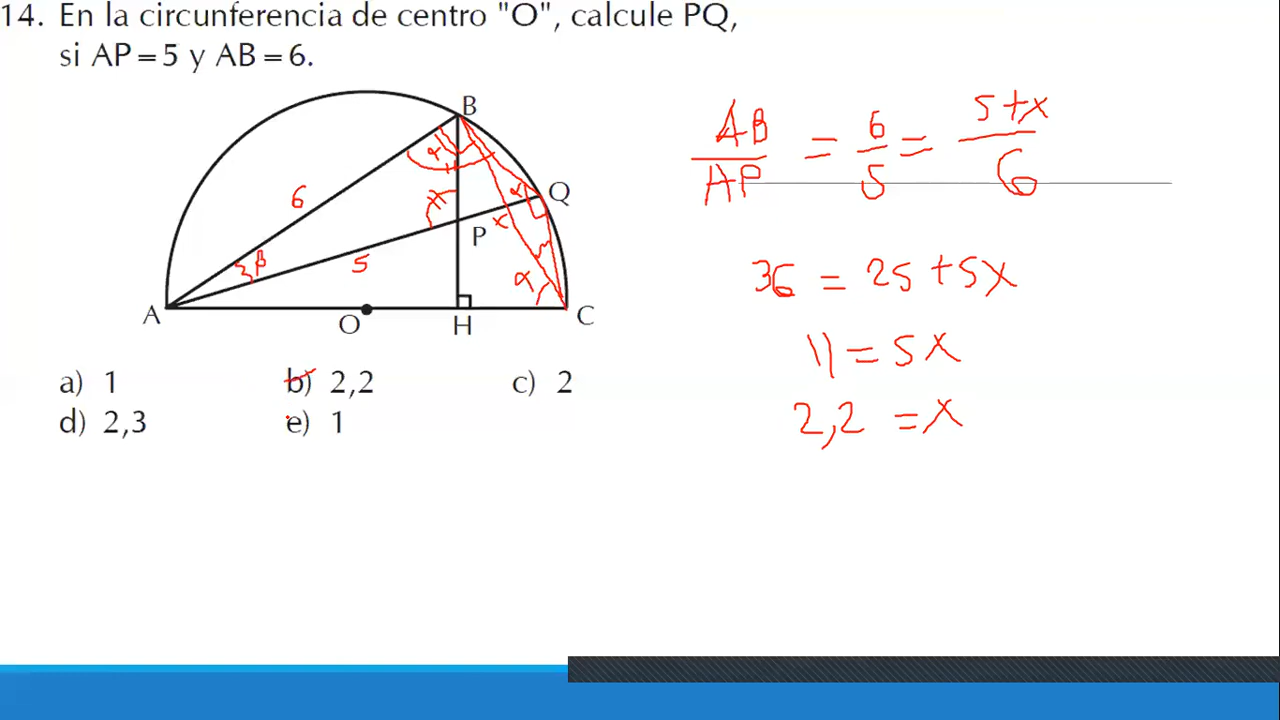 14. En la circunferencia de centro "O", calcule PQ,
si AP = 5 y AB = 6.
B
α
6
x
α
Q
β
5
x
P
α
A
O
H
C
a) 1
b) 2,2
c) 2
d) 2,3
e) 1
AB/AP = 6/5 = 5+x/6
36 = 25 + 5x
11 = 5x
2,2 = x